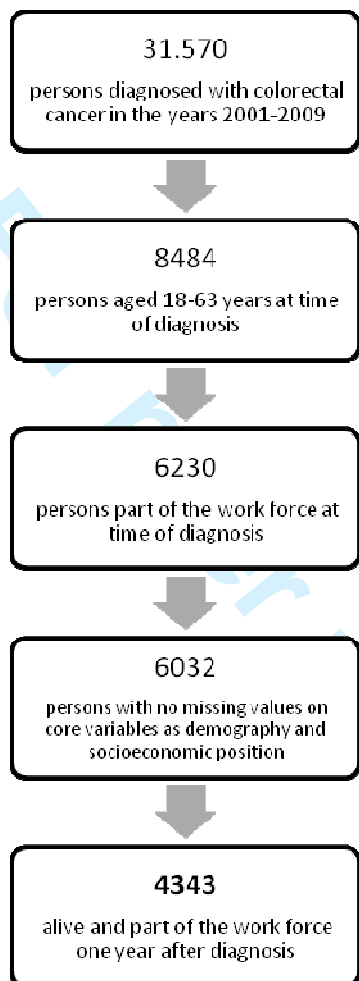 31.570
persons diagnosed with colorectal
cancer in the years 2001-2009
8484
persons aged 18-63 years at time
of diagnosis
6230
persons part of the work force at
time of diagnosis
6032
persons with no missing values on
core variables as demography and
socioeconomic position
4343
alive and part of the work force
one year after diagnosis